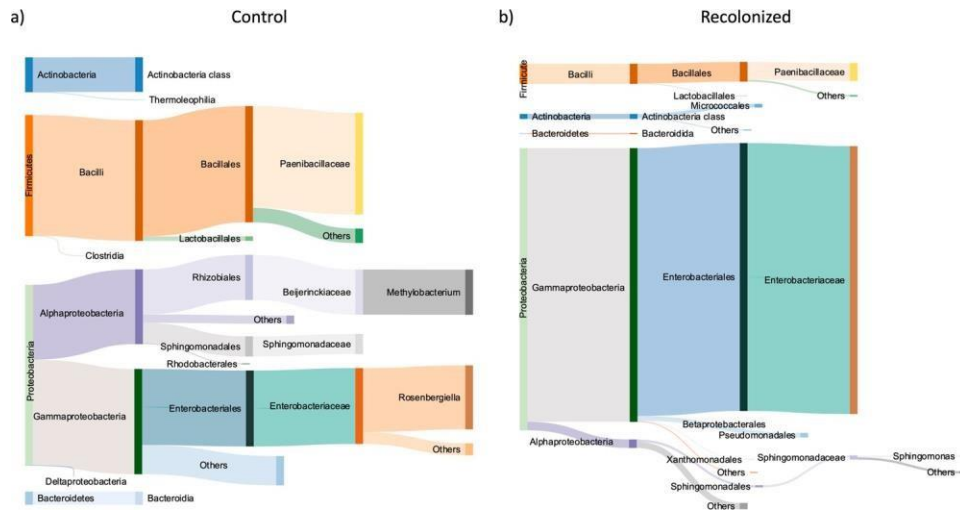 a)
Control
Actinobacteria
Actinobacteria class
Thermoleophilia
Firmicutes
Bacilli
Bacillales
Paenibacillaceae
Others
Lactobacillales
Clostridia
Proteobacteria
Alphaproteobacteria
Rhizobiales
Beijerinckiaceae
Methylobacterium
Others
Sphingomonadales
Sphingomonadaceae
Rhodobacterales
Gammaproteobacteria
Enterobacteriales
Enterobacteriaceae
Rosenbergiella
Others
Others
Deltaproteobacteria
Bacteroidetes
Bacteroidia
b)
Recolonized
Firmicute
Bacilli
Bacillales
Paenibacillaceae
Lactobacillales
Others
Micrococcales
Actinobacteria
Actinobacteria class
Others
Bacteroidetes
Bacteroidida
Proteobacteria
Gammaproteobacteria
Enterobacteriales
Enterobacteriaceae
Betaprotebacterales
Pseudomonadales
Alphaproteobacteria
Xanthomonadales
Sphingomonadaceae
Sphingomonas
Others
Others
Sphingomonadales
Others